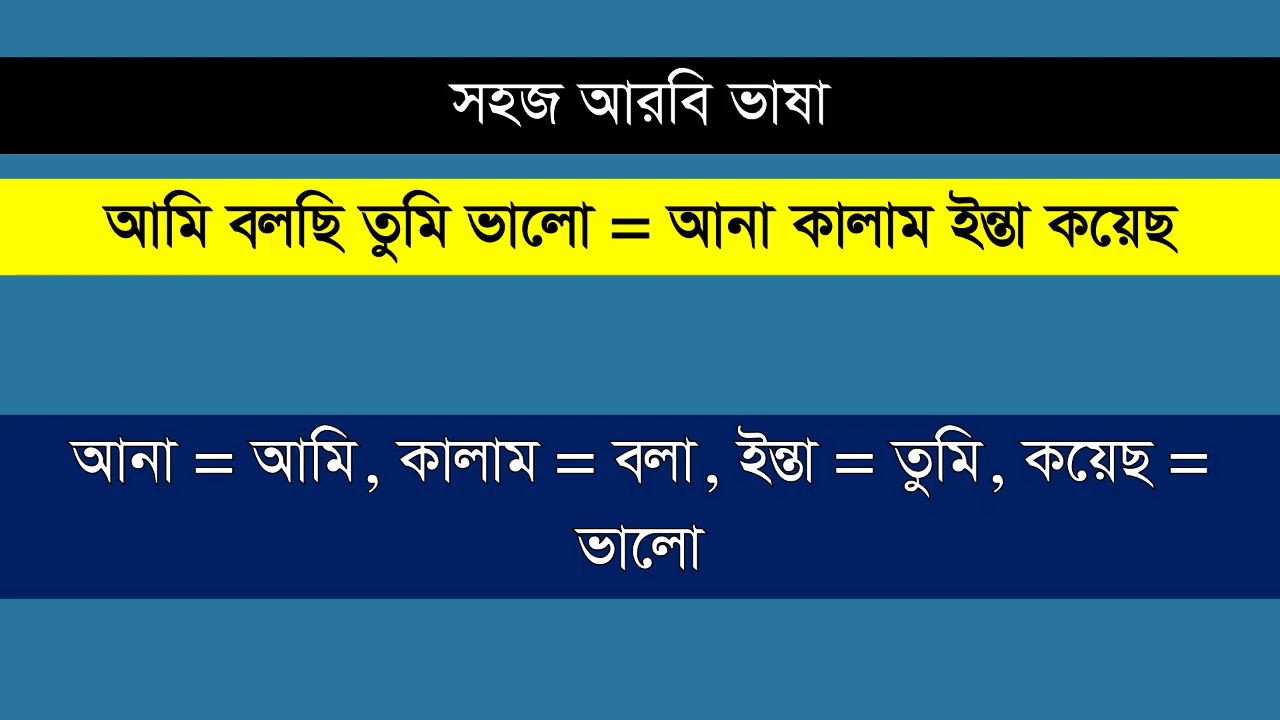 সহজ আরবি ভাষা
আমি বলছি তুমি ভালো = আনা কালাম ইন্তা কয়েছ
আনা = আমি, কালাম = বলা, ইন্তা = তুমি, কয়েছ =
ভালো